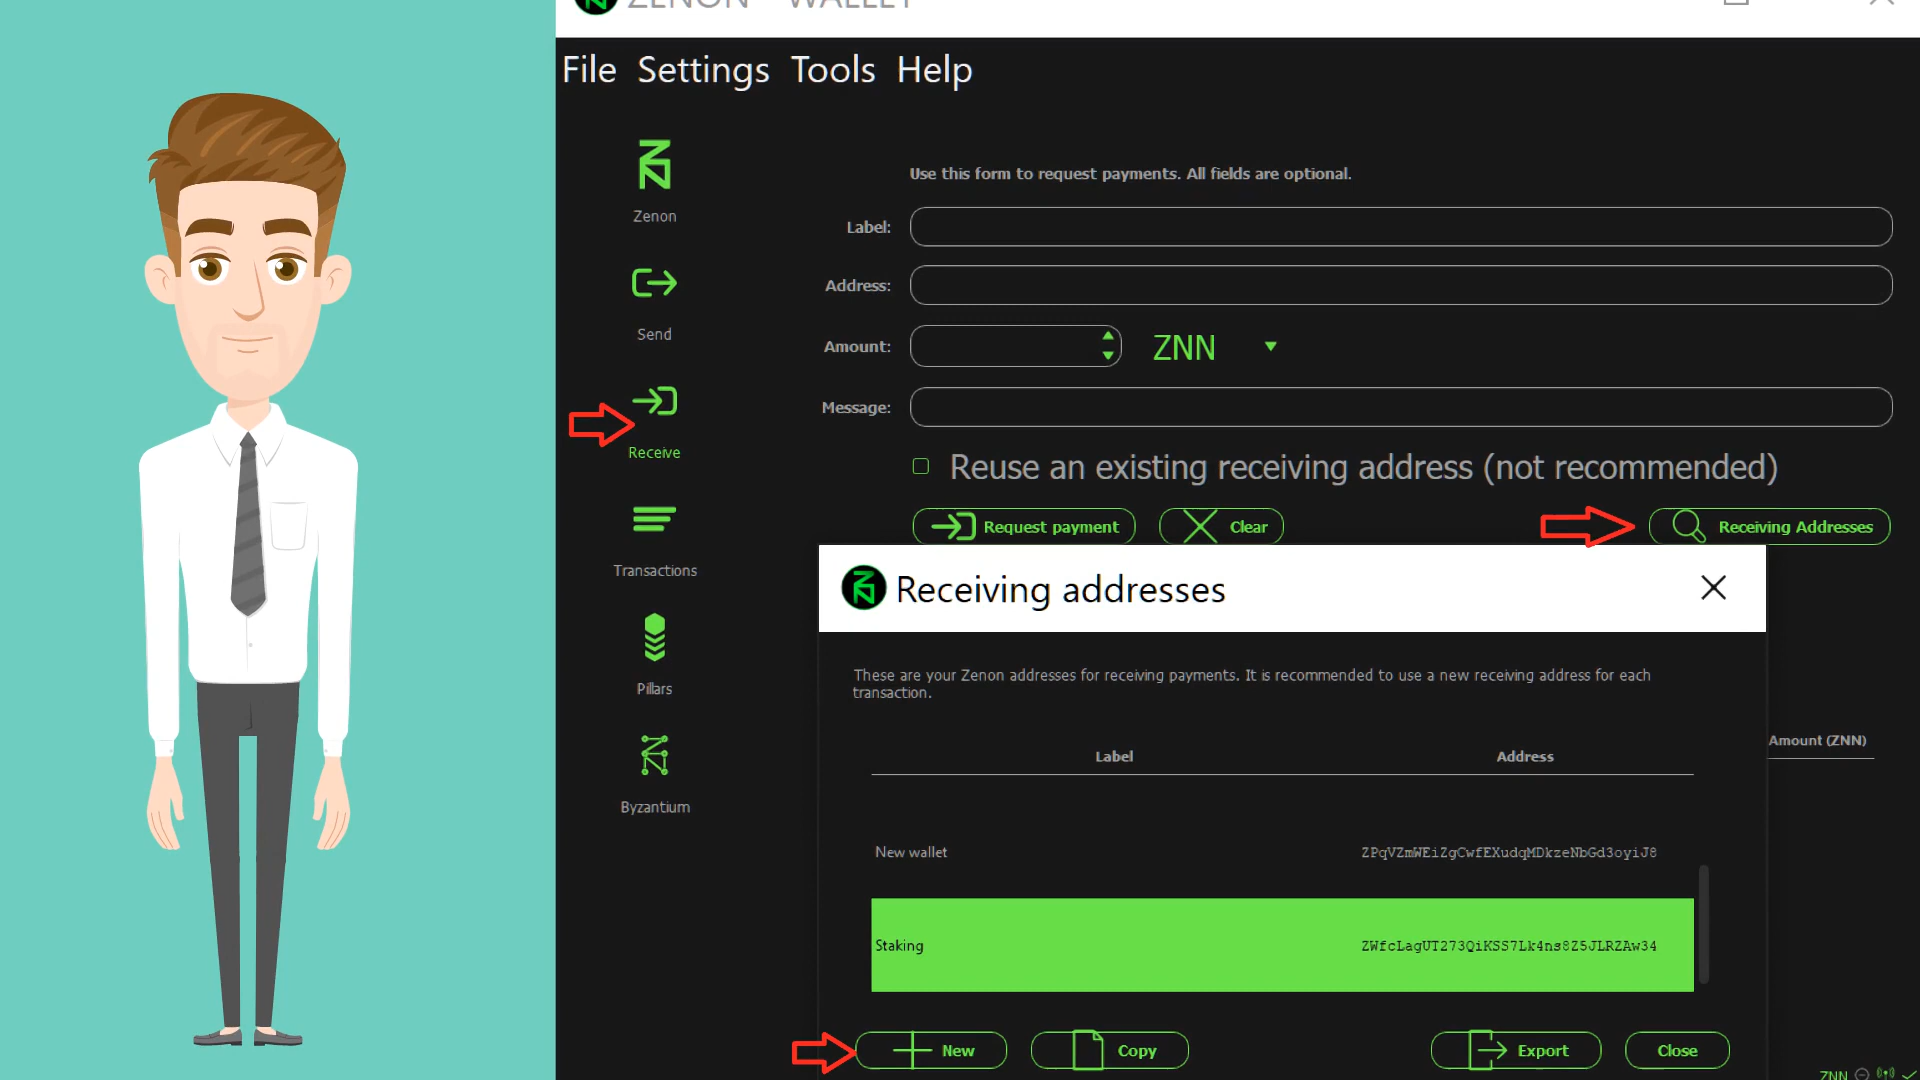 ZENON - WALLET
File Settings Tools Help
Zenon
Send
Receive
Transactions
Pillars
Byzantium
Use this form to request payments. All fields are optional.
Label:
Address:
Amount: ZNN
Message:
Reuse an existing receiving address (not recommended)
Request payment Clear Receiving Addresses
Receiving addresses
These are your Zenon addresses for receiving payments. It is recommended to use a new receiving address for each
transaction.
Label Address
Amount (ZNN)
New wallet ZPqVZmWEiZgCwfEXudqMDkzeNbGd3oyiJ8
Staking ZWfcLagUT273QiKSS7Lk4ns8Z5JLRZAw34
New Copy Export Close
ZNN